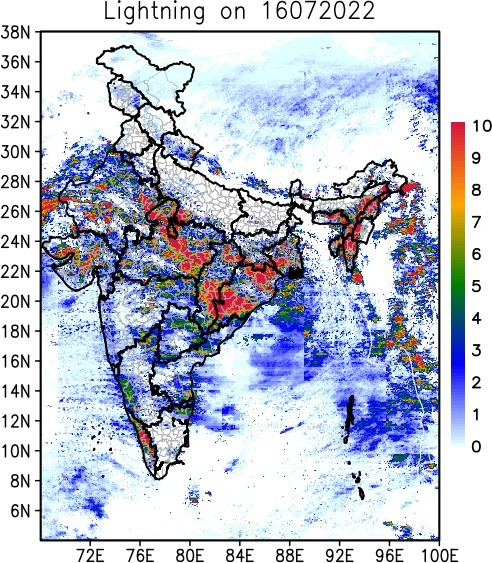 Lightning on 16072022
38N
36N
34N
32N
30N
28N
26N
24N
22N
20N
18N
16N
14N
12N
10N
8N
6N
72E 76E 80E 84E 88E 92E 96E 100E
10
9
8
7
6
5
4
3
2
1
0